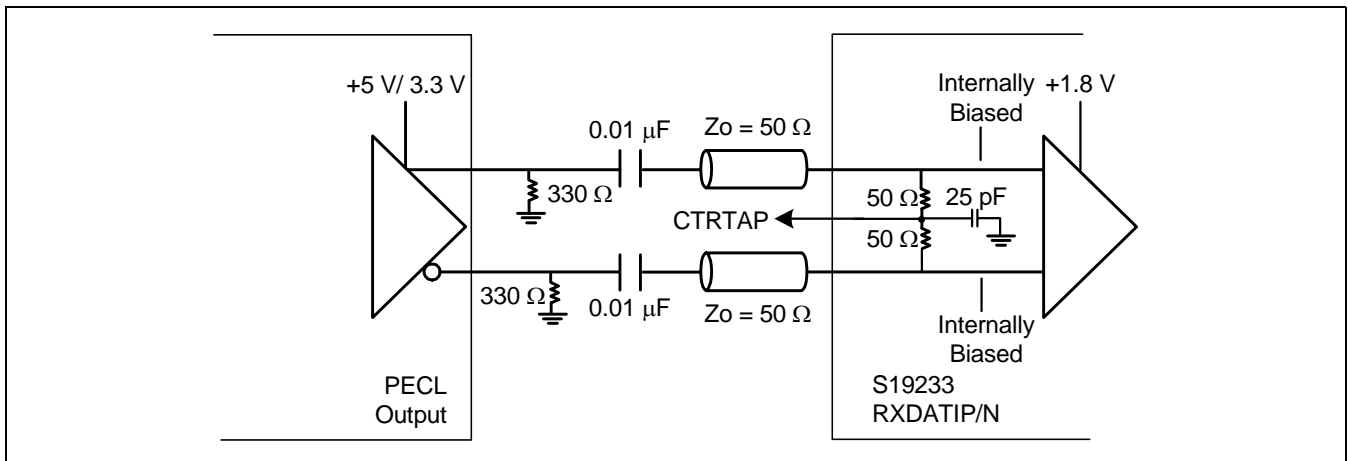 +5 V/ 3.3 V
0.01 μF
Zo = 50 Ω
Internally
Biased
+1.8 V
330 Ω
CTRTAP
50 Ω
25 pF
50 Ω
330 Ω
0.01 μF
Zo = 50 Ω
Internally
Biased
PECL
Output
S19233
RXDATIP/N